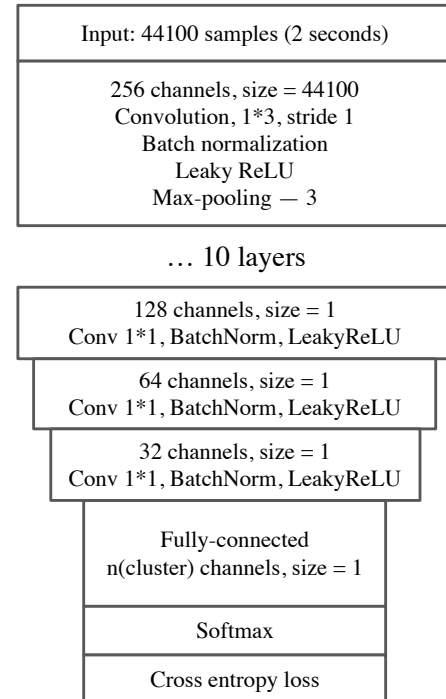 Input: 44100 samples (2 seconds)
256 channels, size = 44100
Convolution, 1*3, stride 1
Batch normalization
Leaky ReLU
Max-pooling — 3
… 10 layers
128 channels, size = 1
Conv 1*1, BatchNorm, LeakyReLU
64 channels, size = 1
Conv 1*1, BatchNorm, LeakyReLU
32 channels, size = 1
Conv 1*1, BatchNorm, LeakyReLU
Fully-connected
n(cluster) channels, size = 1
Softmax
Cross entropy loss